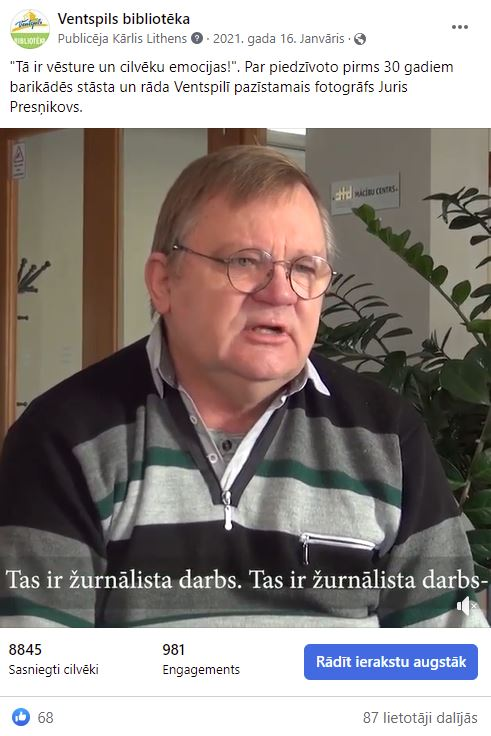 Ventspils bibliotēka
Publicēja Kārlis Lithens · 2021. gada 16. Janvāris ·
"Tā ir vēsture un cilvēku emocijas!". Par piedzīvoto pirms 30 gadiem
barikādēs stāsta un rāda Ventspilī pazīstamais fotogrāfs Juris
Presņikovs.
MĀCĪBU CENTRS
Tas ir žurnālista darbs. Tas ir žurnālista darbs-
8845
Sasniegti cilvēki
981
Engagements
Rādīt ierakstu augstāk
68
87 lietotāji dalījās